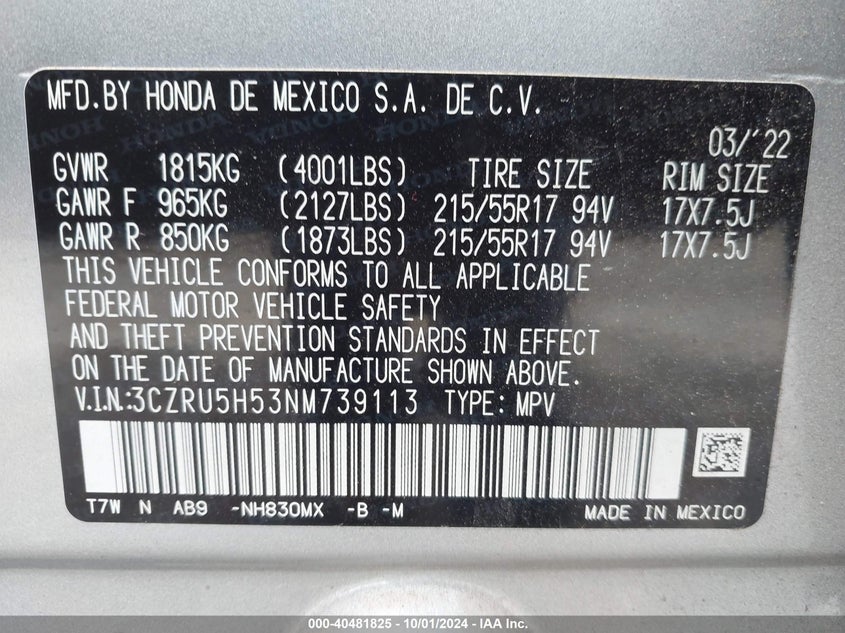 MFD.BY HONDA DE MEXICO S.A. DE C.V.
03/'22
GVWR 1815KG (4001LBS) TIRE SIZE RIM SIZE
GAWR F 965KG (2127LBS) 215/55R17 94V 17X7.5J
GAWR R 850KG (1873LBS) 215/55R17 94V 17X7.5J
THIS VEHICLE CONFORMS TO ALL APPLICABLE
FEDERAL MOTOR VEHICLE SAFETY
AND THEFT PREVENTION STANDARDS IN EFFECT
ON THE DATE OF MANUFACTURE SHOWN ABOVE.
V.I.N.:3CZRU5H53NM739113 TYPE: MPV
T7W N AB9 -NH830MX -B -M MADE IN MEXICO
000-40481825 - 10/01/2024 - IAA Inc.